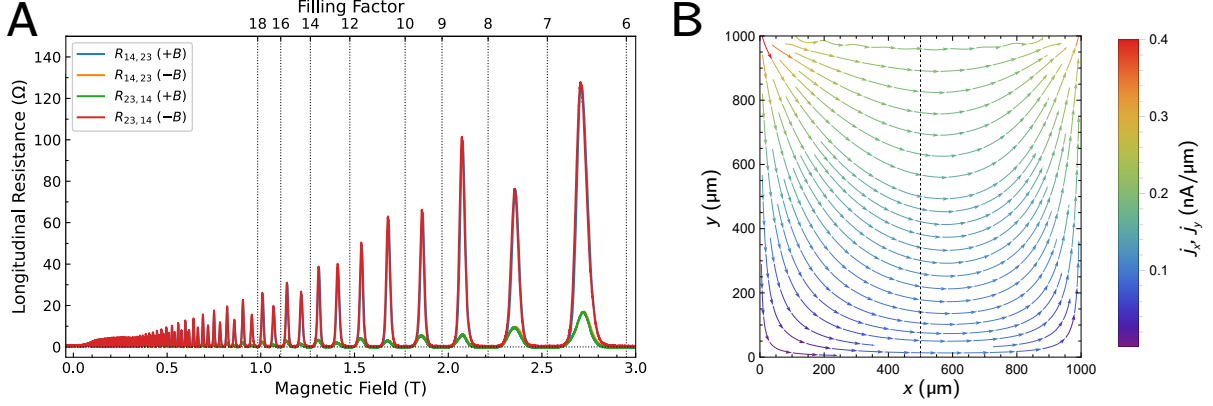 A
Filling Factor
18 16 14 12 10 9 8 7 6
Longitudinal Resistance (Ω)
140
120
100
80
60
40
20
0
R₁₄,₂₃ (+B)
R₁₄,₂₃ (−B)
R₂₃,₁₄ (+B)
R₂₃,₁₄ (−B)
0.0 0.5 1.0 1.5 2.0 2.5 3.0
Magnetic Field (T)
B
y (μm)
1000
800
600
400
200
0
0 200 400 600 800 1000
x (μm)
0.4
0.3
0.2
0.1
jₓ, jᵧ (nA/μm)